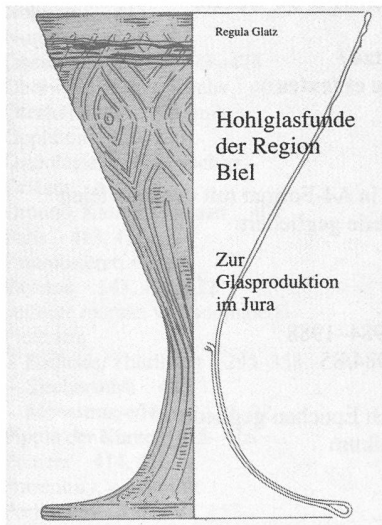 Regula Glatz
Hohlglasfunde
der Region
Biel
Zur
Glasproduktion
im Jura